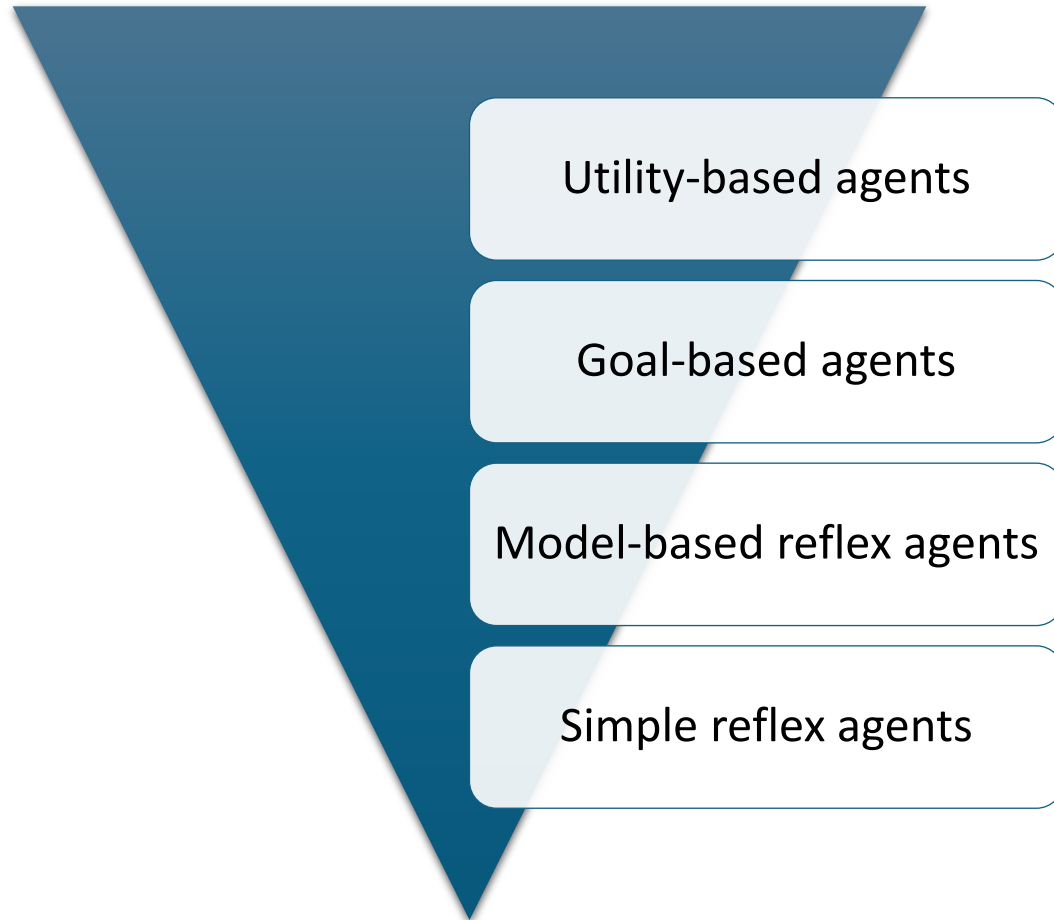 Utility-based agents
Goal-based agents
Model-based reflex agents
Simple reflex agents